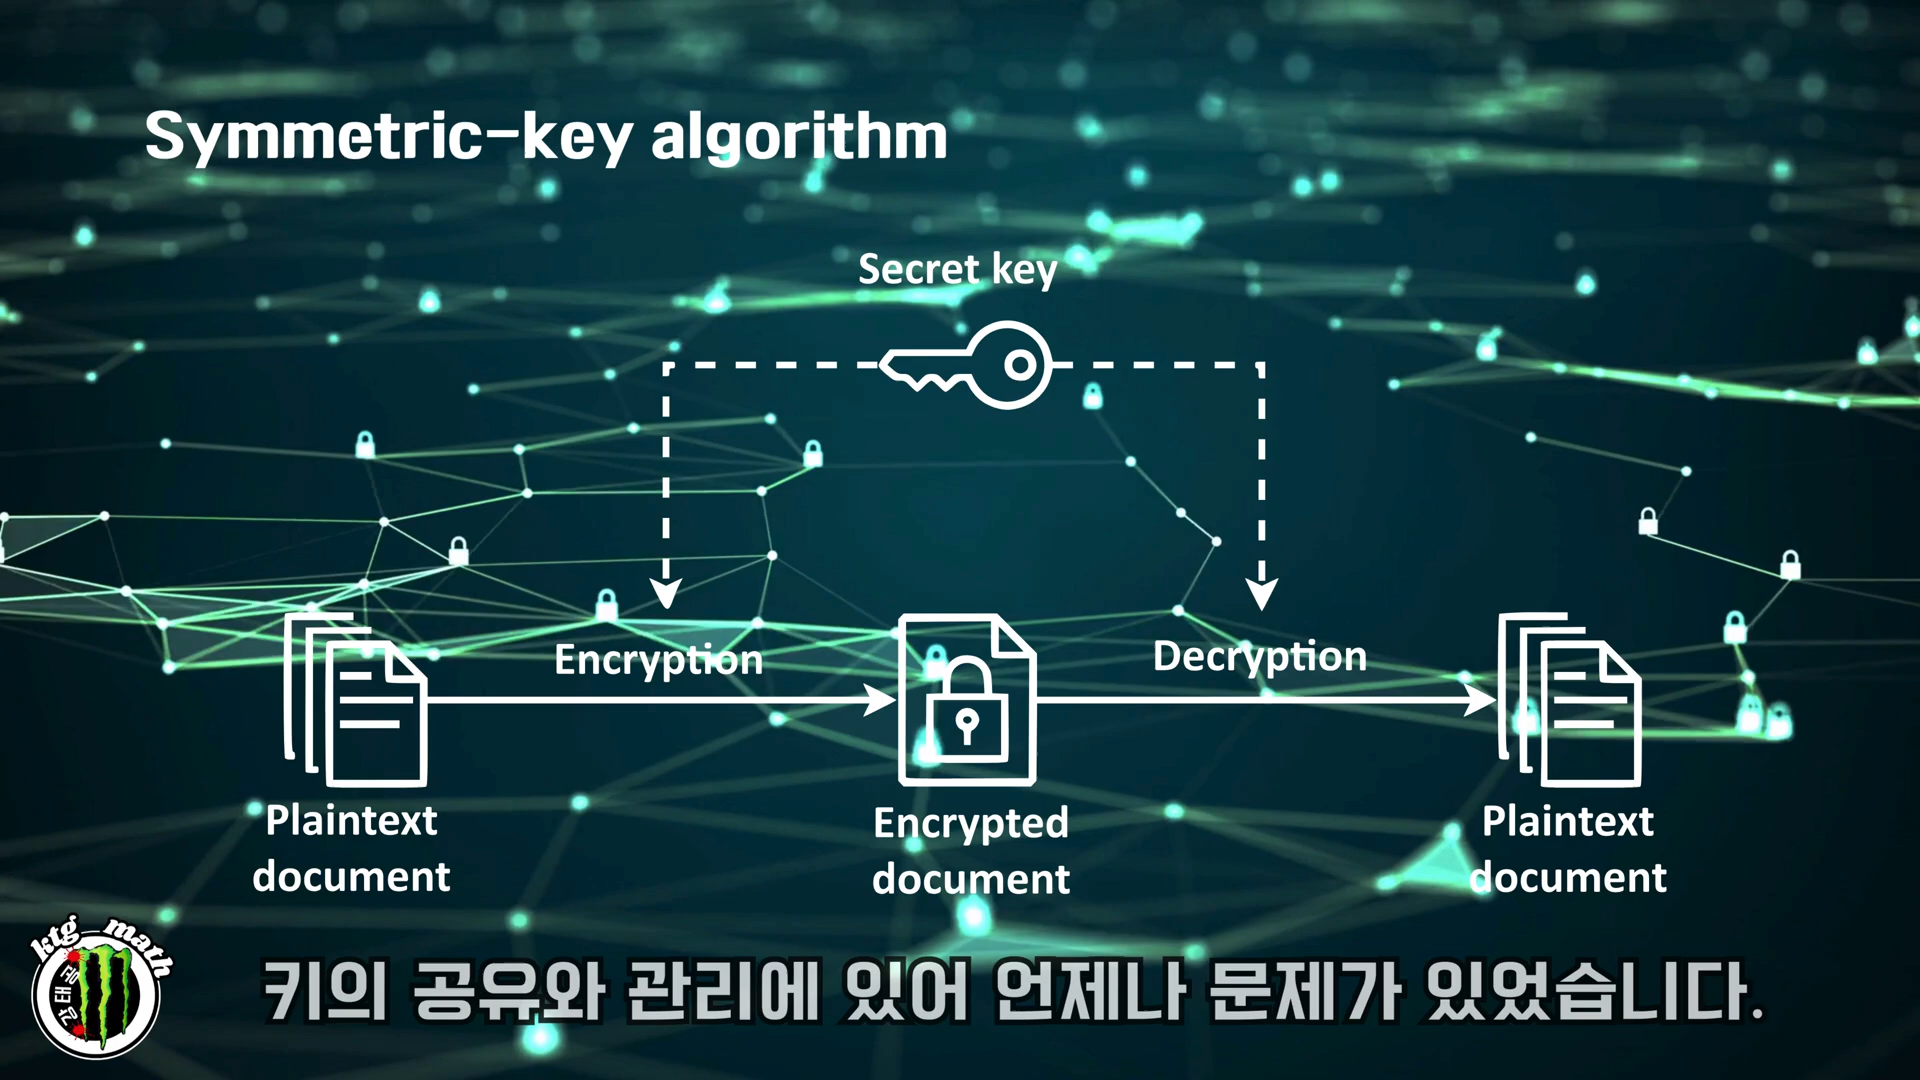 Symmetric-key algorithm
Secret key
Encryption
Decryption
Plaintext
document
Encrypted
document
Plaintext
document
ktg_math
키의 공유와 관리에 있어 언제나 문제가 있었습니다.